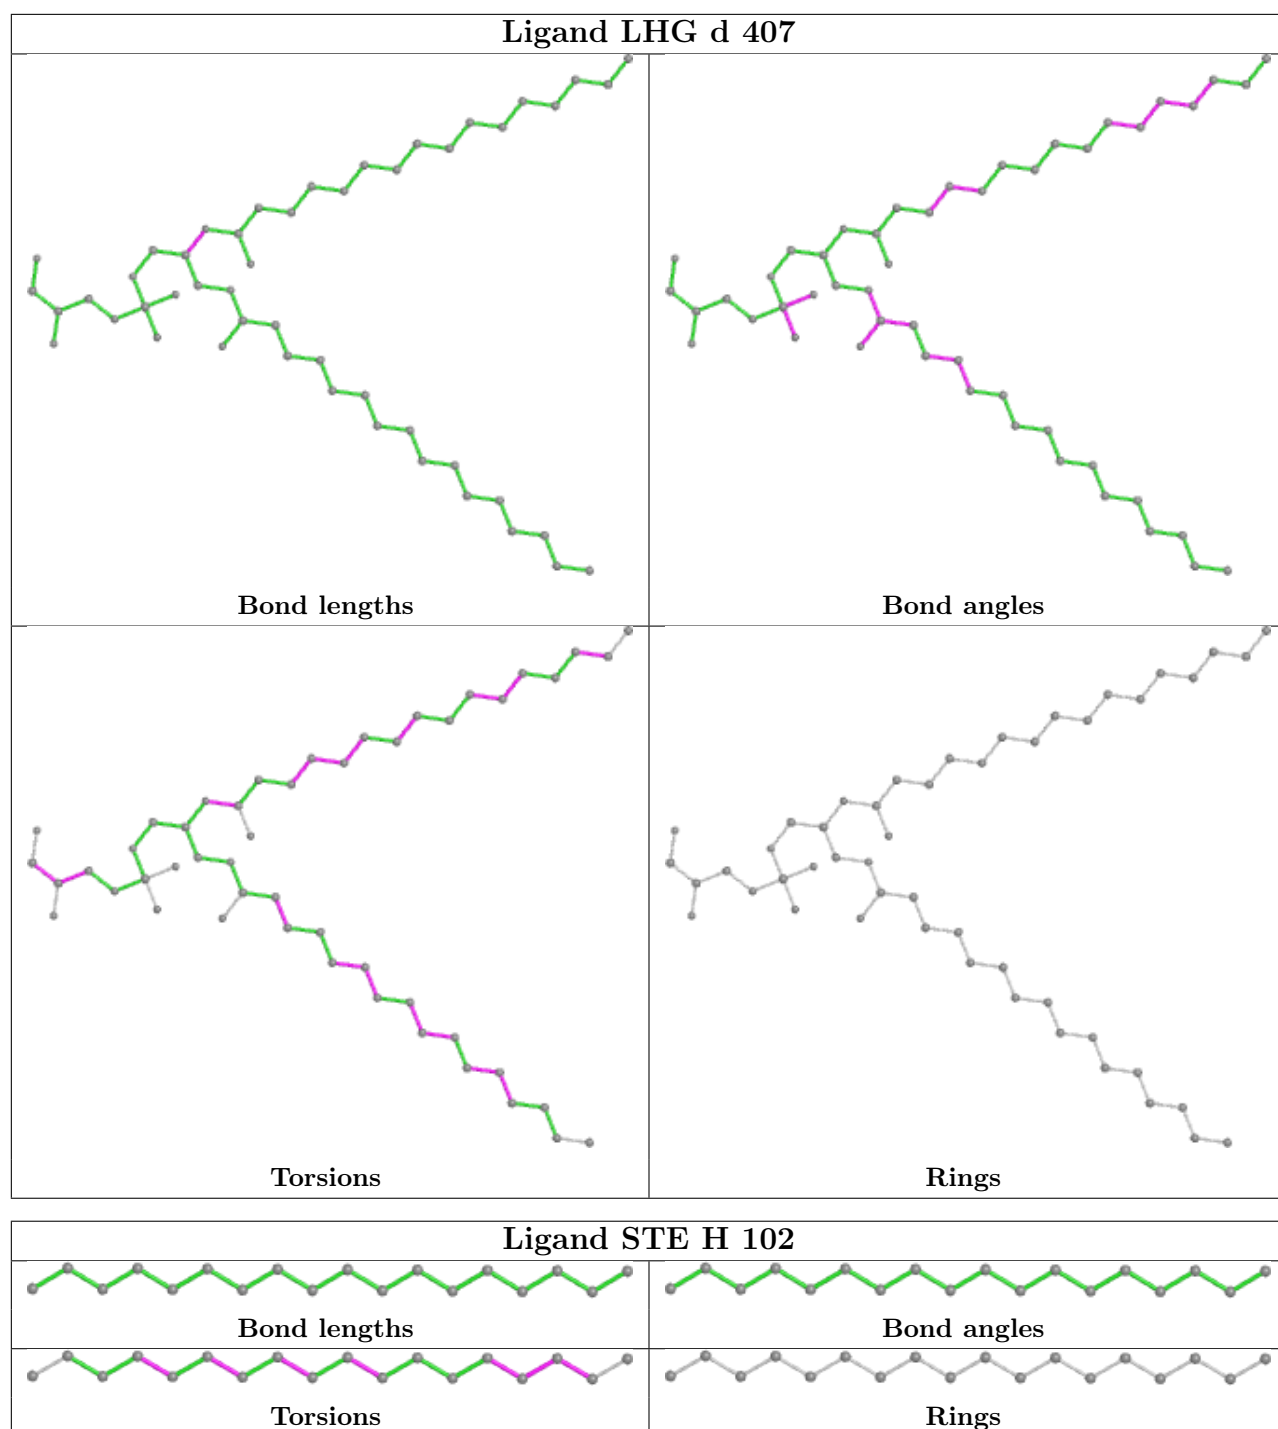 Ligand LHG d 407
Bond lengths
Bond angles
Torsions
Rings
Ligand STE H 102
Bond lengths
Bond angles
Torsions
Rings